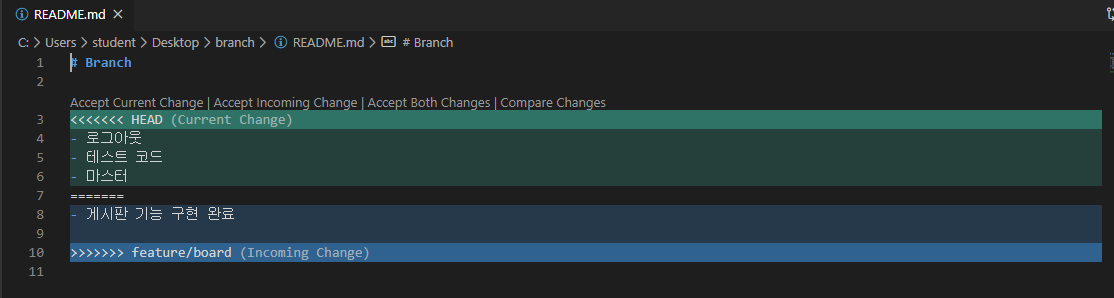 README.md
C: > Users > student > Desktop > branch > README.md > # Branch
1 # Branch
2
Accept Current Change | Accept Incoming Change | Accept Both Changes | Compare Changes
3 <<<<<<< HEAD (Current Change)
4 - 로그아웃
5 - 테스트 코드
6 - 마스터
7 =======
8 - 게시판 기능 구현 완료
9
10 >>>>>>> feature/board (Incoming Change)
11